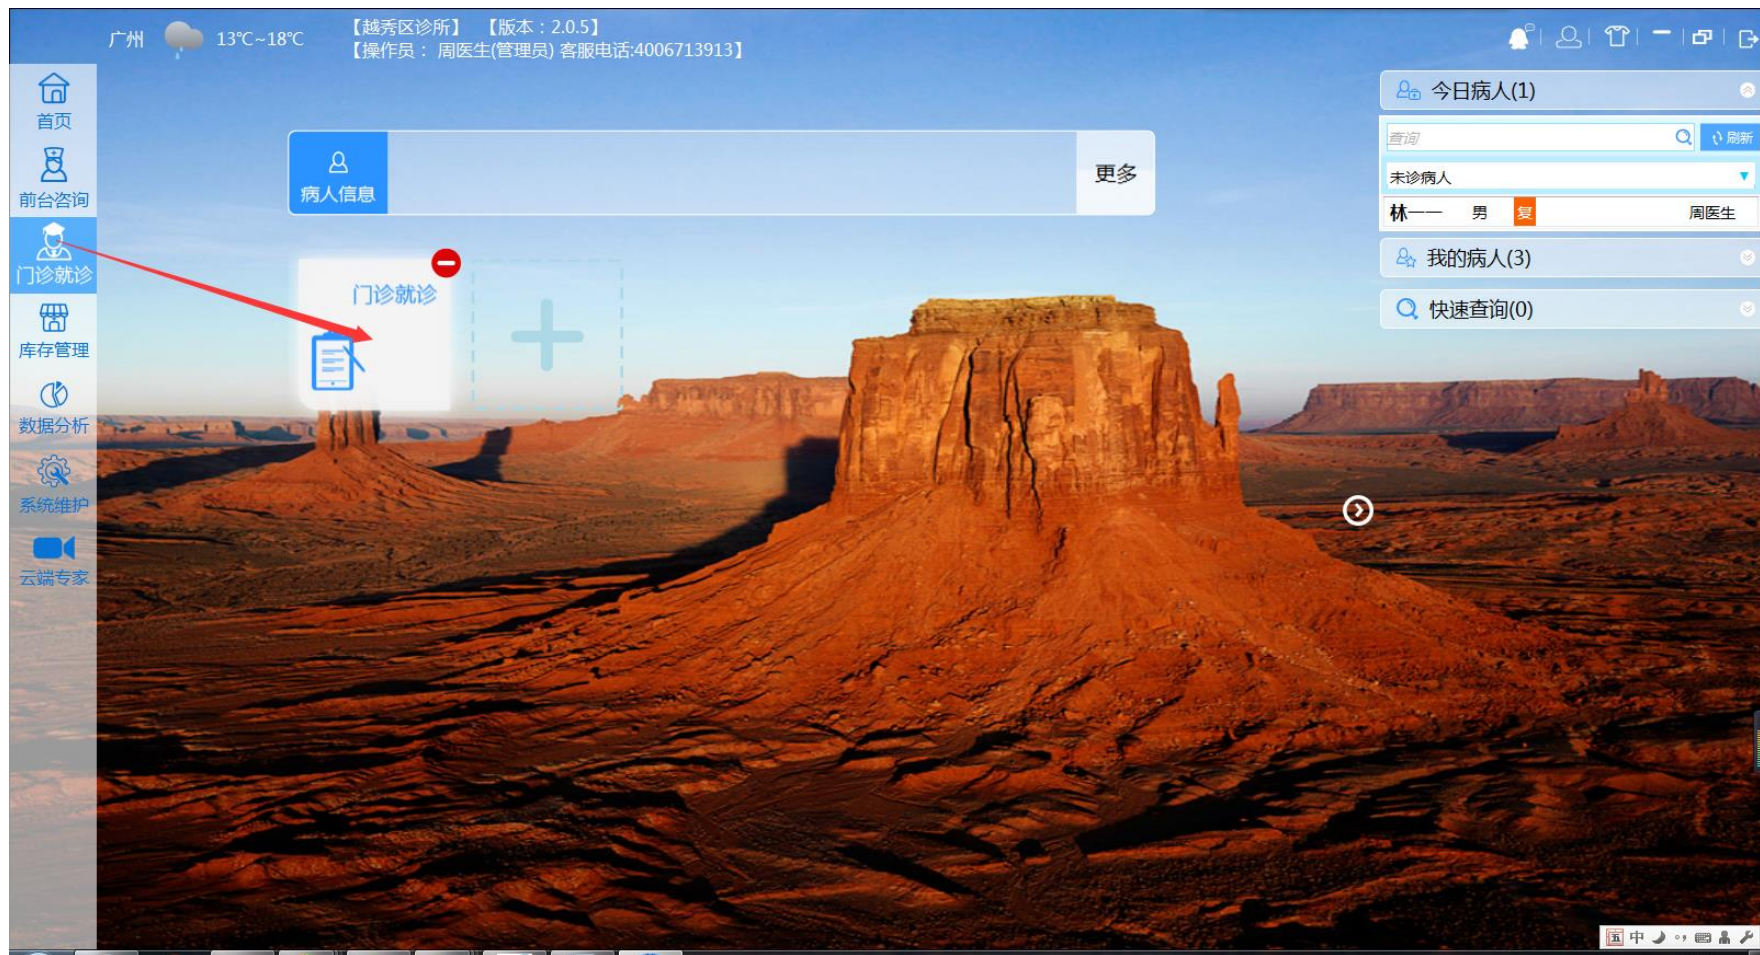 广州 13℃~18℃ 【越秀区诊所】 【版本：2.0.5】
【操作员： 周医生(管理员) 客服电话:4006713913】
首页
前台咨询
门诊就诊
库存管理
数据分析
系统维护
云端专家
病人信息
更多
门诊就诊
今日病人(1)
查询 刷新
未诊病人
林一一 男 复 周医生
我的病人(3)
快速查询(0)
五 中